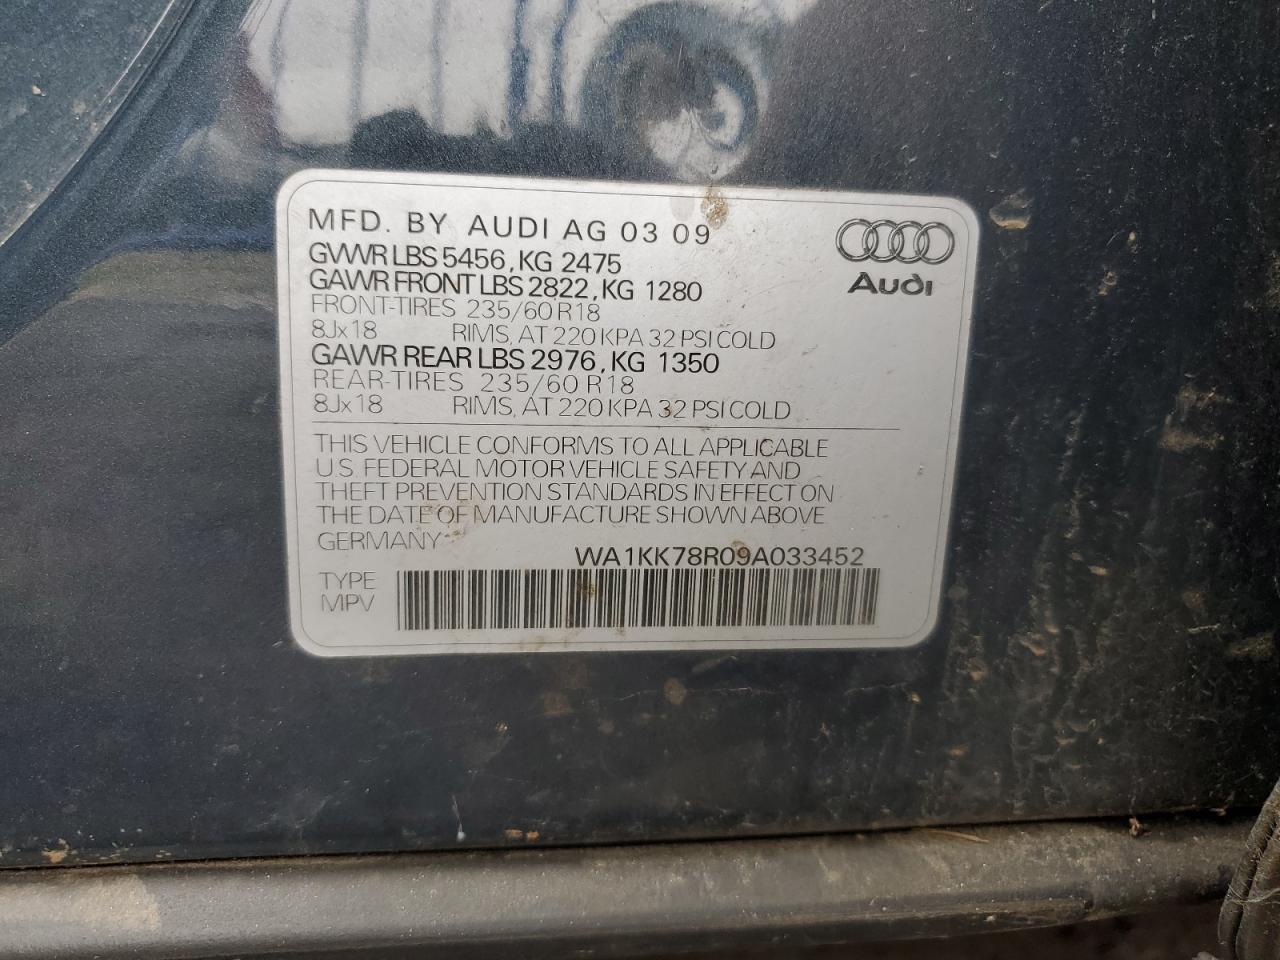 MFD. BY AUDI AG 03 09
GVWR LBS 5456, KG 2475
GAWR FRONT LBS 2822, KG 1280
FRONT-TIRES 235/60 R18
8Jx18 RIMS, AT 220 KPA 32 PSI COLD
GAWR REAR LBS 2976, KG 1350
REAR-TIRES 235/60 R18
8Jx18 RIMS, AT 220 KPA 32 PSI COLD
Audi
THIS VEHICLE CONFORMS TO ALL APPLICABLE
U.S. FEDERAL MOTOR VEHICLE SAFETY AND
THEFT PREVENTION STANDARDS IN EFFECT ON
THE DATE OF MANUFACTURE SHOWN ABOVE
GERMANY
WA1KK78R09A033452
TYPE
MPV